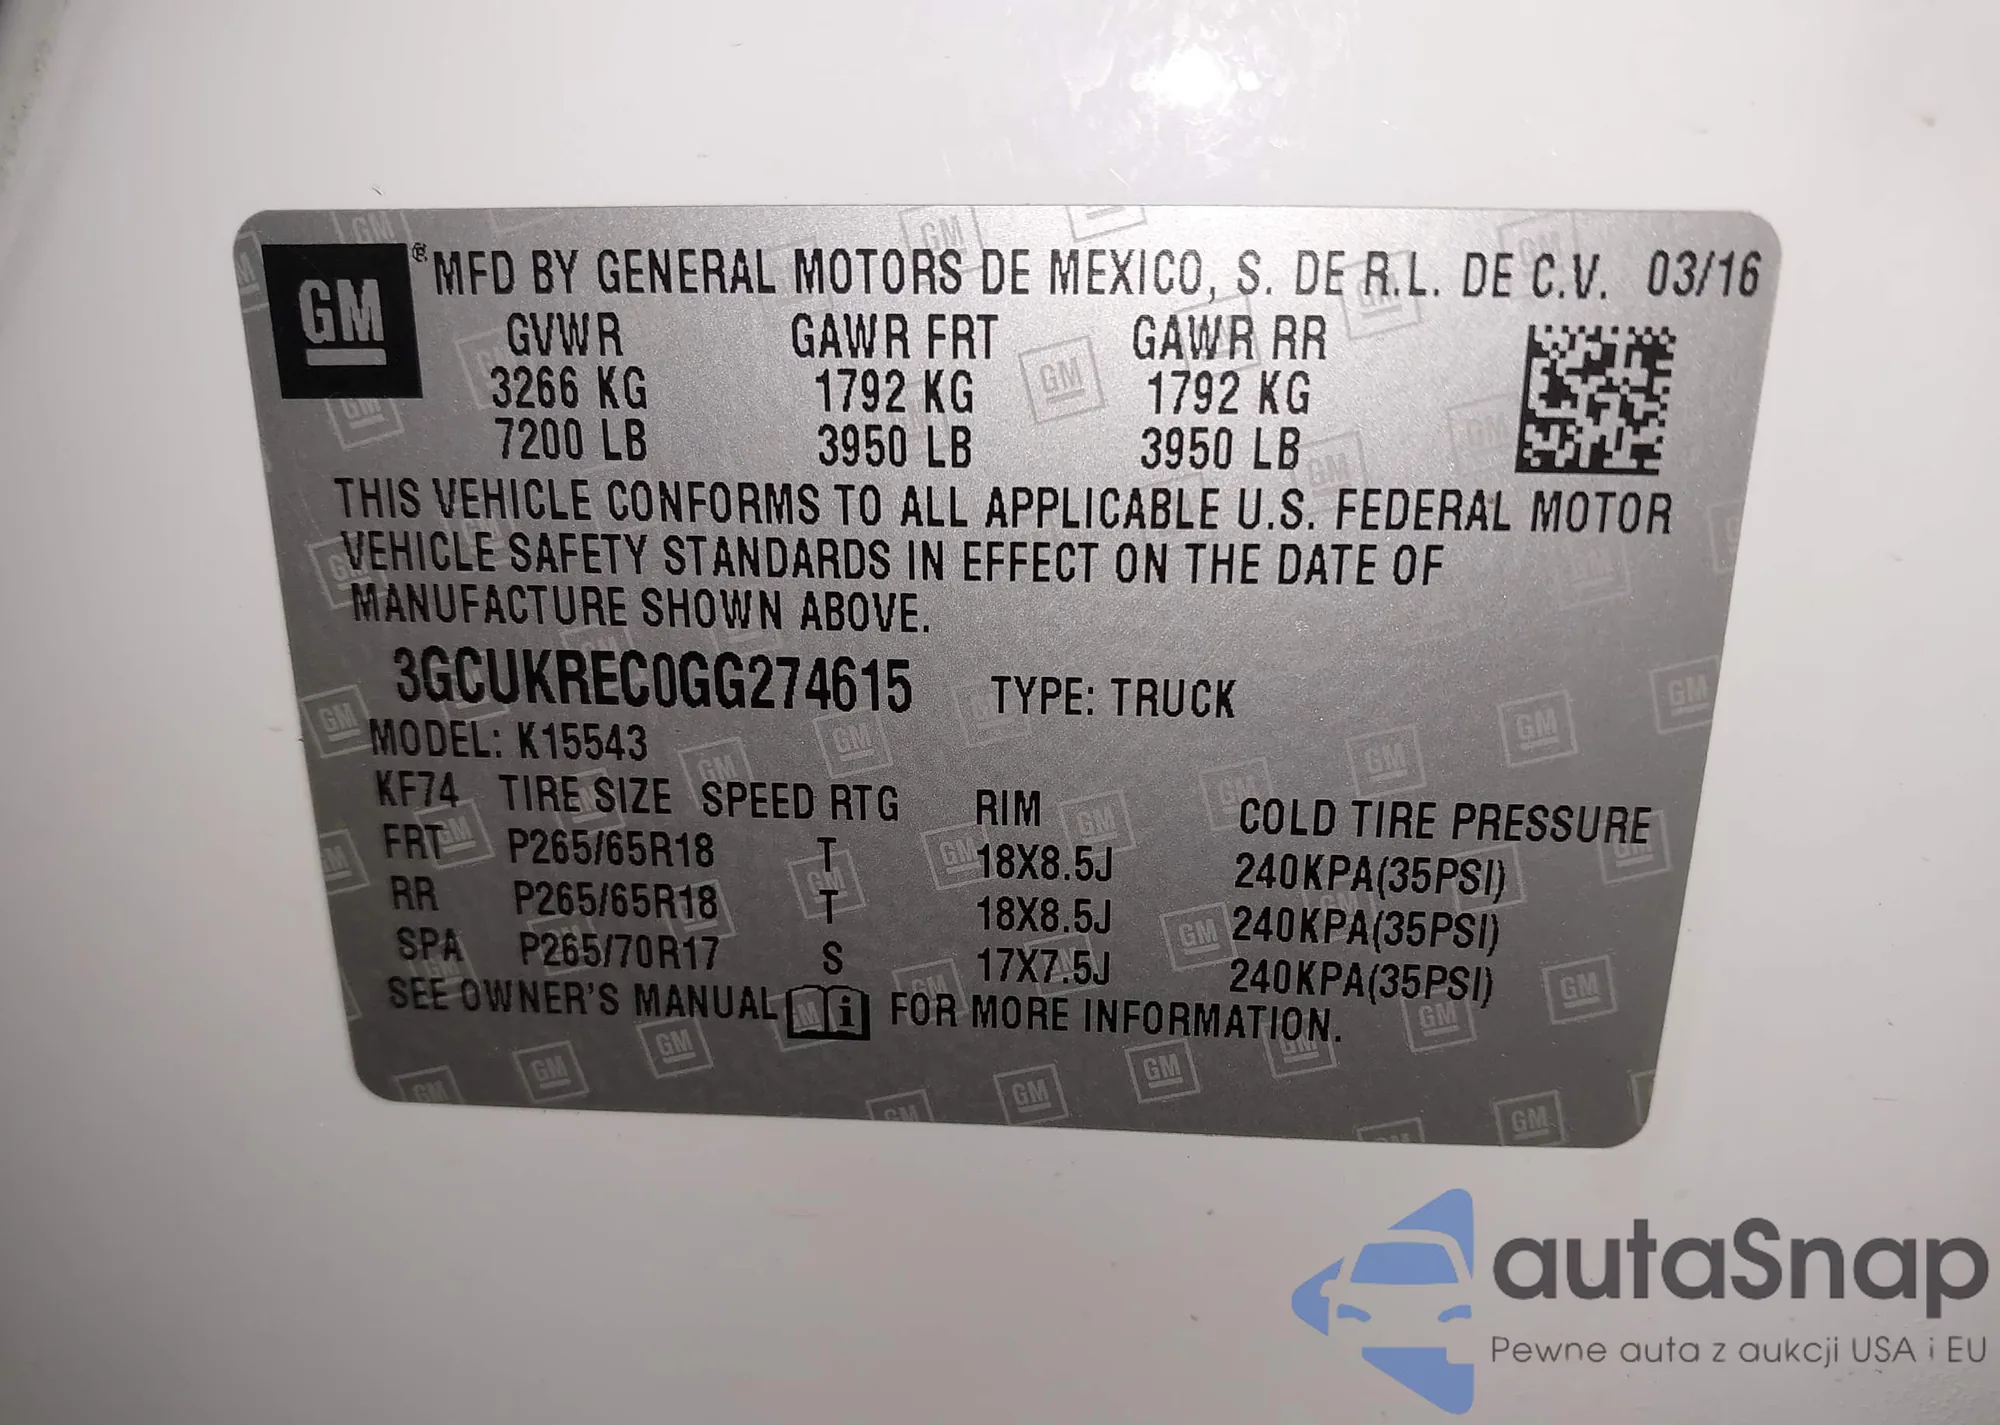 GM ® MFD BY GENERAL MOTORS DE MEXICO, S. DE R.L. DE C.V. 03/16
GVWR GAWR FRT GAWR RR
3266 KG 1792 KG 1792 KG
7200 LB 3950 LB 3950 LB
THIS VEHICLE CONFORMS TO ALL APPLICABLE U.S. FEDERAL MOTOR
VEHICLE SAFETY STANDARDS IN EFFECT ON THE DATE OF
MANUFACTURE SHOWN ABOVE.
3GCUKREC0GG274615 TYPE: TRUCK
MODEL: K15543
KF74 TIRE SIZE SPEED RTG RIM COLD TIRE PRESSURE
FRT P265/65R18 T 18X8.5J 240KPA(35PSI)
RR P265/65R18 T 18X8.5J 240KPA(35PSI)
SPA P265/70R17 S 17X7.5J 240KPA(35PSI)
SEE OWNER'S MANUAL i FOR MORE INFORMATION.
autaSnap
Pewne auta z aukcji USA i EU